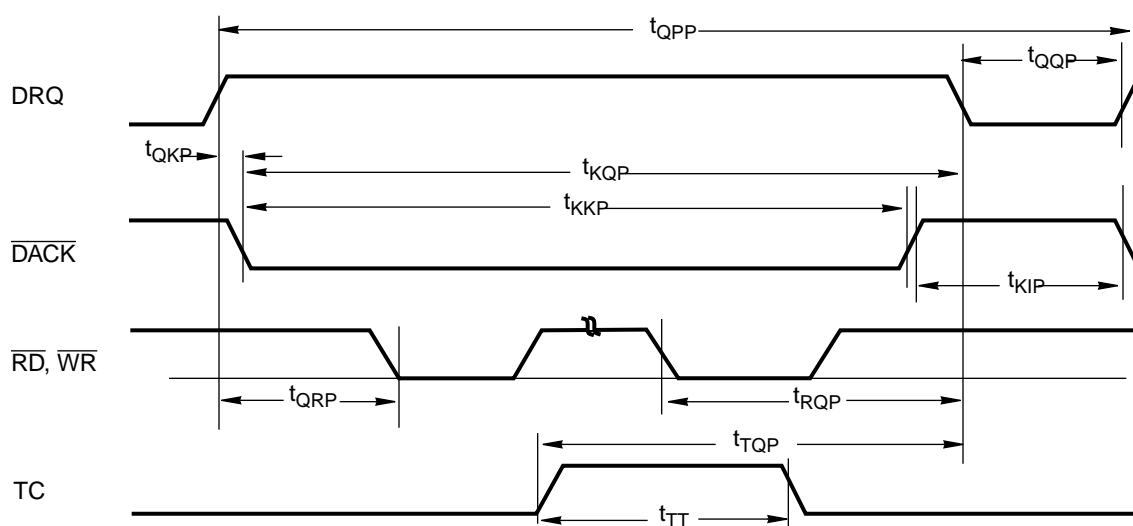 tQPP
tQQP
DRQ
tQKP
tKQP
tKKP
DACK
tKIP
RD, WR
tQRP
tRQP
tTQP
TC
tTT